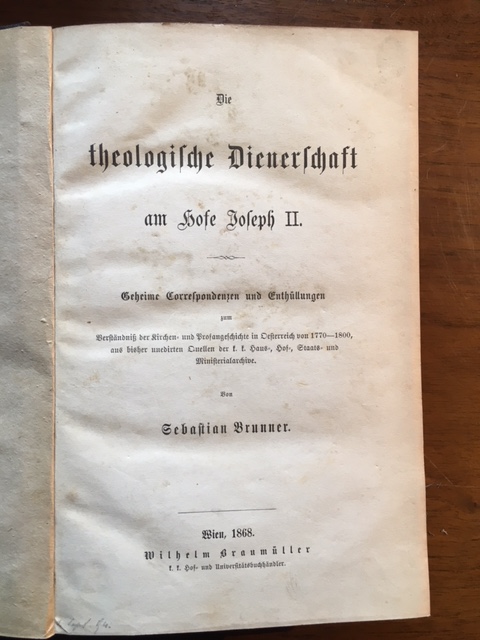 Die
theologische Dienerschaft
am Hofe Joseph II.
Geheime Correspondenzen und Enthüllungen
zum
Verständniß der Kirchen- und Profangeschichte in Oesterreich von 1770—1800,
aus bisher unedirten Quellen der k. k. Haus-, Hof-, Staats- und
Ministerialarchive.
Von
Sebastian Brunner.
Wien, 1868.
Wilhelm Braumüller
k. k. Hof- und Universitätsbuchhändler.